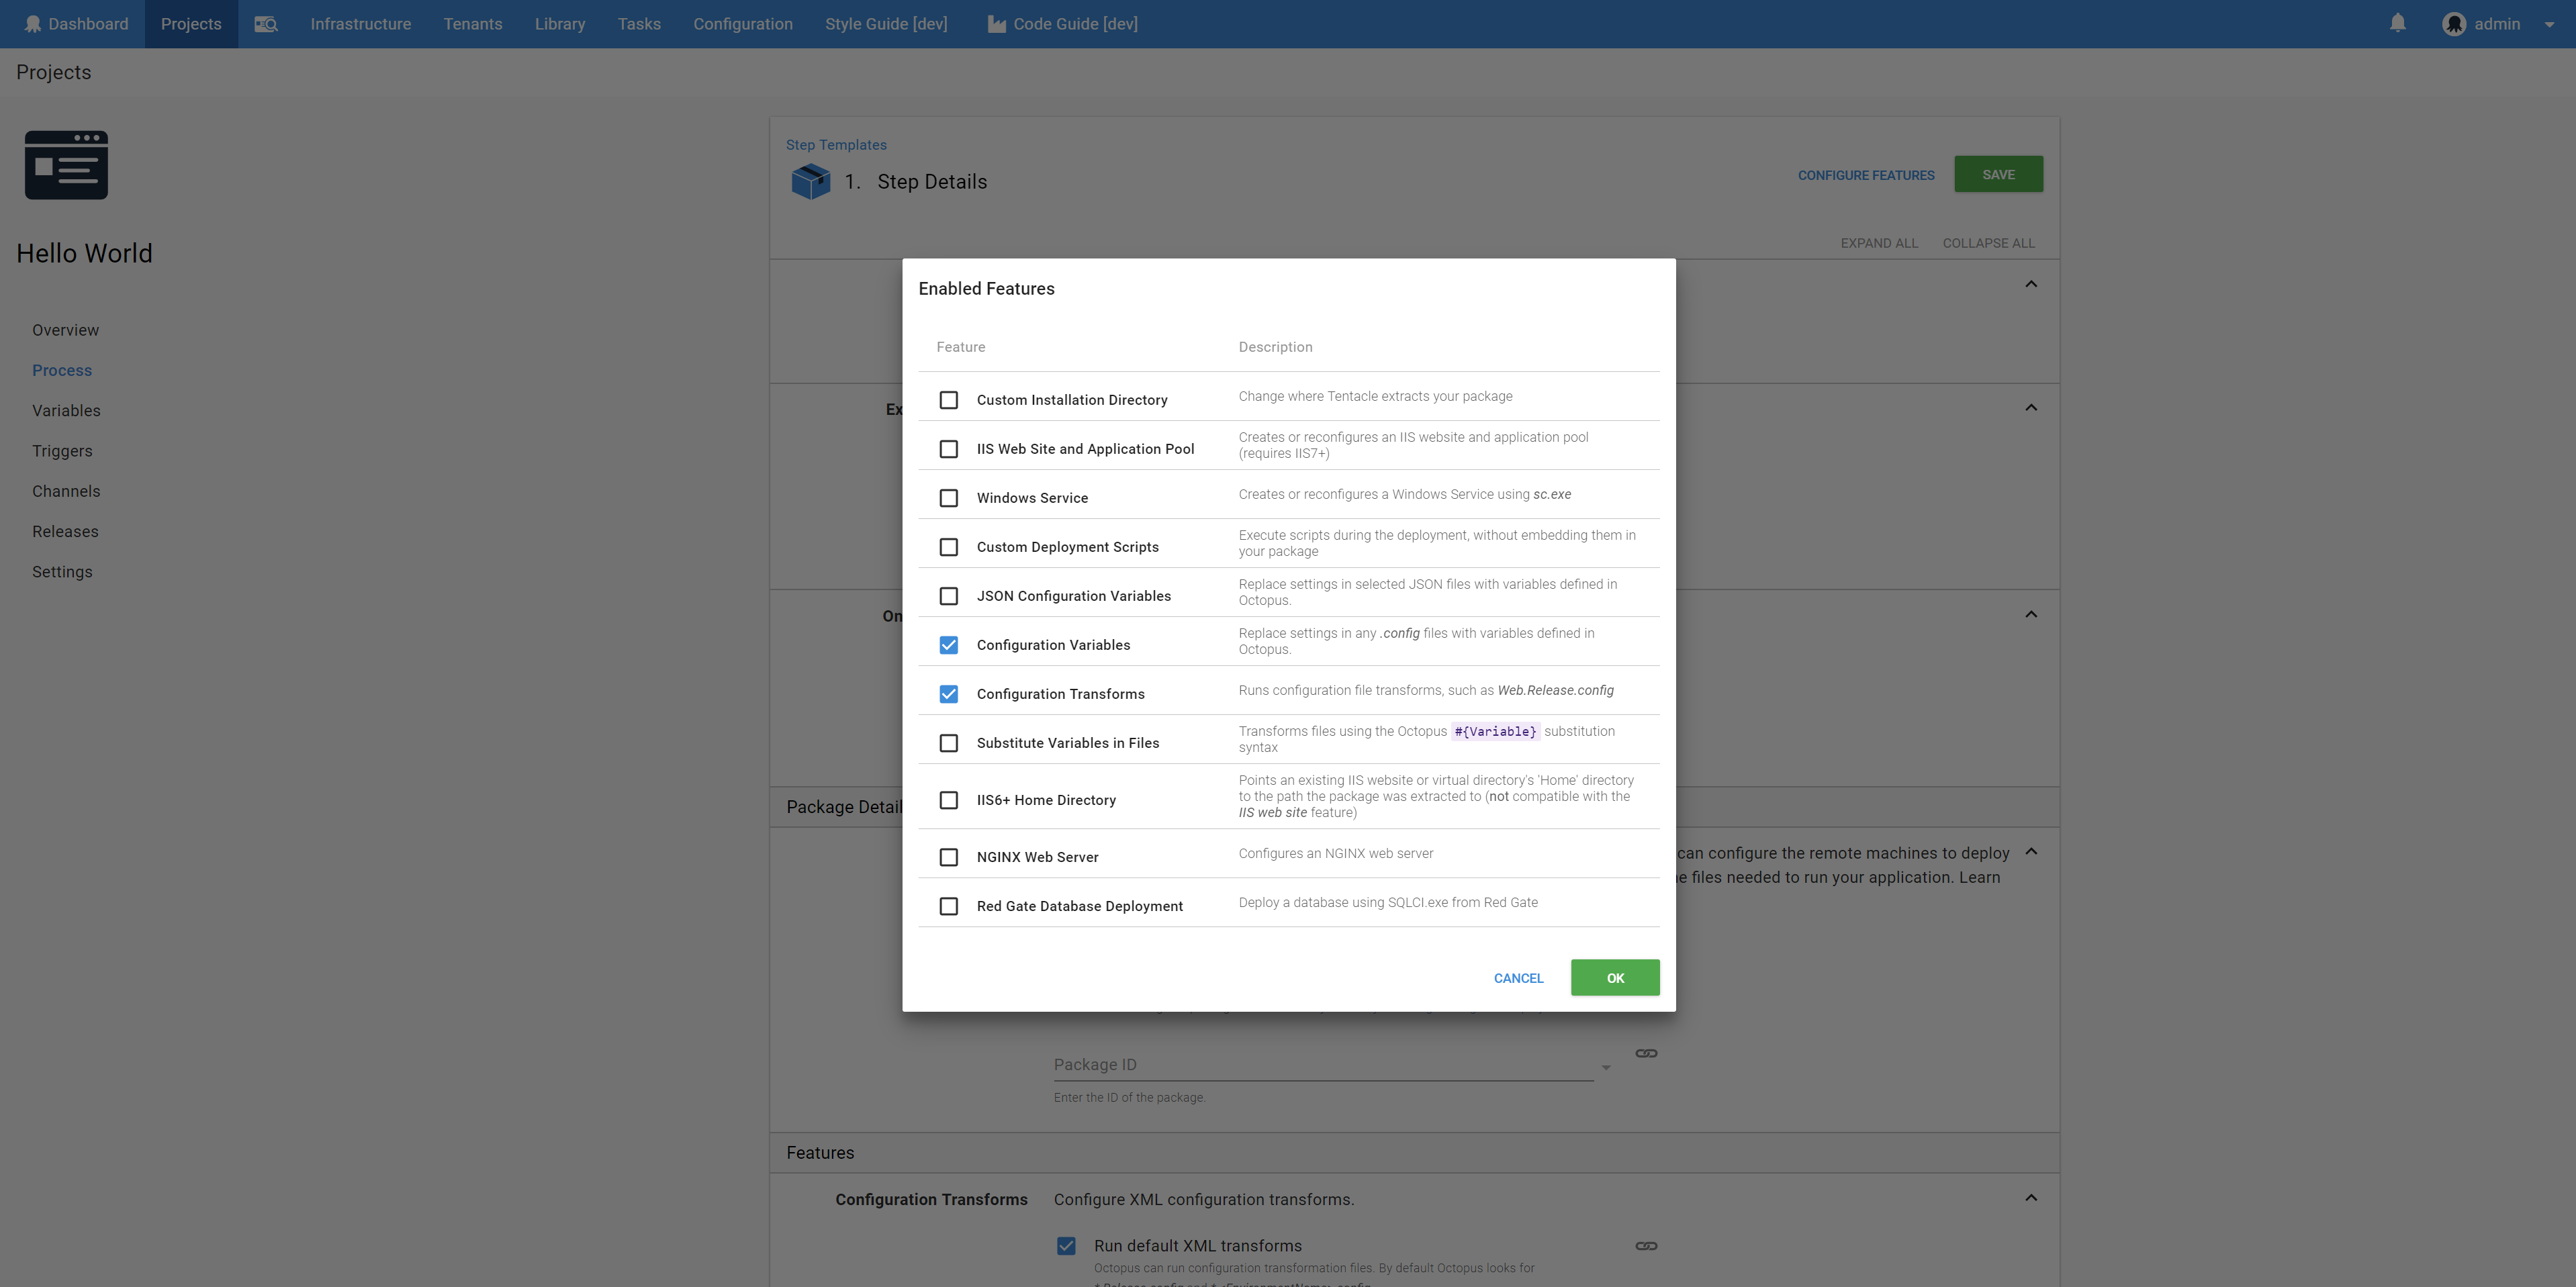 Dashboard Projects Infrastructure Tenants Library Tasks Configuration Style Guide [dev] Code Guide [dev] admin
Projects
Hello World
Overview
Process
Variables
Triggers
Channels
Releases
Settings
Step Templates
1. Step Details
CONFIGURE FEATURES SAVE
EXPAND ALL COLLAPSE ALL
Ex
On
Package Detail
Enabled Features
Feature Description
Custom Installation Directory Change where Tentacle extracts your package
IIS Web Site and Application Pool Creates or reconfigures an IIS website and application pool
(requires IIS7+)
Windows Service Creates or reconfigures a Windows Service using sc.exe
Custom Deployment Scripts Execute scripts during the deployment, without embedding them in
your package
JSON Configuration Variables Replace settings in selected JSON files with variables defined in
Octopus.
Configuration Variables Replace settings in any .config files with variables defined in
Octopus.
Configuration Transforms Runs configuration file transforms, such as Web.Release.config
Substitute Variables in Files Transforms files using the Octopus #{Variable} substitution
syntax
IIS6+ Home Directory Points an existing IIS website or virtual directory's 'Home' directory
to the path the package was extracted to (not compatible with the
IIS web site feature)
NGINX Web Server Configures an NGINX web server
Red Gate Database Deployment Deploy a database using SQLCI.exe from Red Gate
CANCEL OK
can configure the remote machines to deploy
files needed to run your application. Learn
Package ID
Enter the ID of the package.
Features
Configuration Transforms Configure XML configuration transforms.
Run default XML transforms
Octopus can run configuration transformation files. By default Octopus looks for